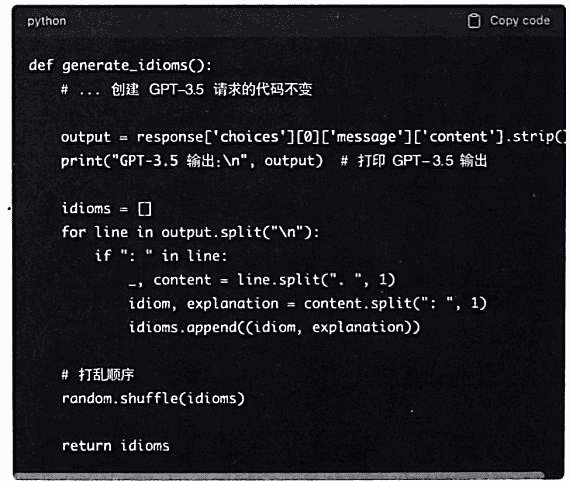 python
Copy code
def generate_idioms():
# ... 创建 GPT-3.5 请求的代码不变
output = response['choices'][0]['message']['content'].strip()
print("GPT-3.5 输出:\n", output)  # 打印 GPT-3.5 输出
idioms = []
for line in output.split("\n"):
if ": " in line:
_, content = line.split(". ", 1)
idiom, explanation = content.split(": ", 1)
idioms.append((idiom, explanation))
# 打乱顺序
random.shuffle(idioms)
return idioms